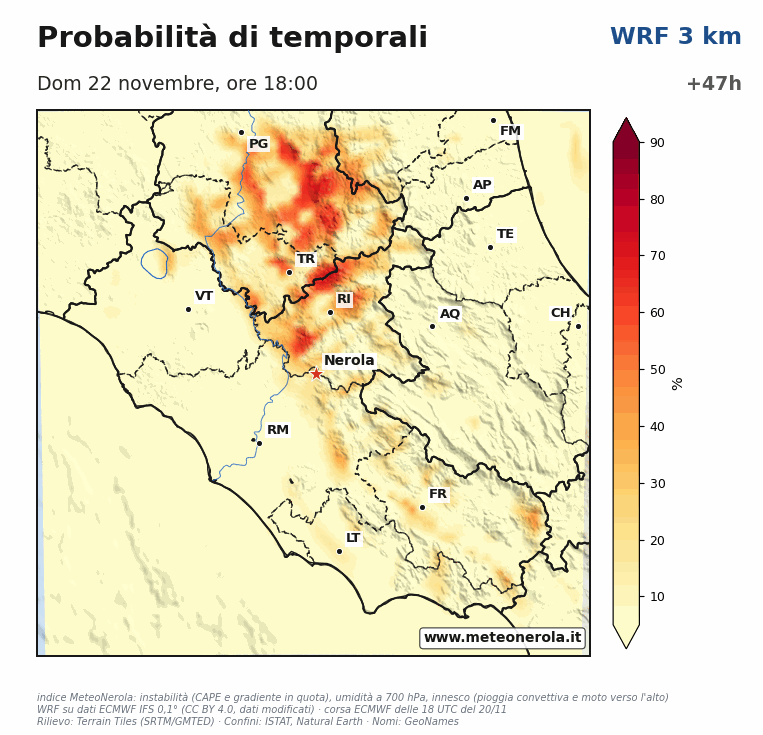 Probabilità di temporali
WRF 3 km
Dom 22 novembre, ore 18:00
+47h
FM
PG
AP
TE
TR
VT
RI
AQ
CH
Nerola
RM
FR
LT
90
80
70
60
50
40
30
20
10
%
www.meteonerola.it
indice MeteoNerola: instabilità (CAPE e gradiente in quota), umidità a 700 hPa, innesco (pioggia convettiva e moto verso l'alto)
WRF su dati ECMWF IFS 0,1° (CC BY 4.0, dati modificati) · corsa ECMWF delle 18 UTC del 20/11
Rilievo: Terrain Tiles (SRTM/GMTED) · Confini: ISTAT, Natural Earth · Nomi: GeoNames